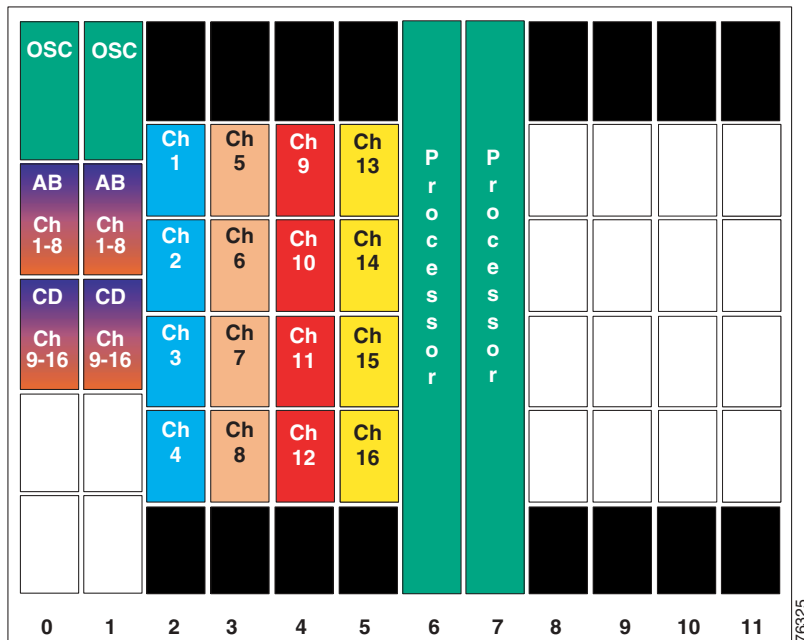 OSC OSC
AB AB
Ch Ch
1-8 1-8
CD CD
Ch Ch
9-16 9-16
Ch
1
Ch
2
Ch
3
Ch
4
Ch
5
Ch
6
Ch
7
Ch
8
Ch
9
Ch
10
Ch
11
Ch
12
Ch
13
Ch
14
Ch
15
Ch
16
Processor
Processor
0 1 2 3 4 5 6 7 8 9 10 11
76325